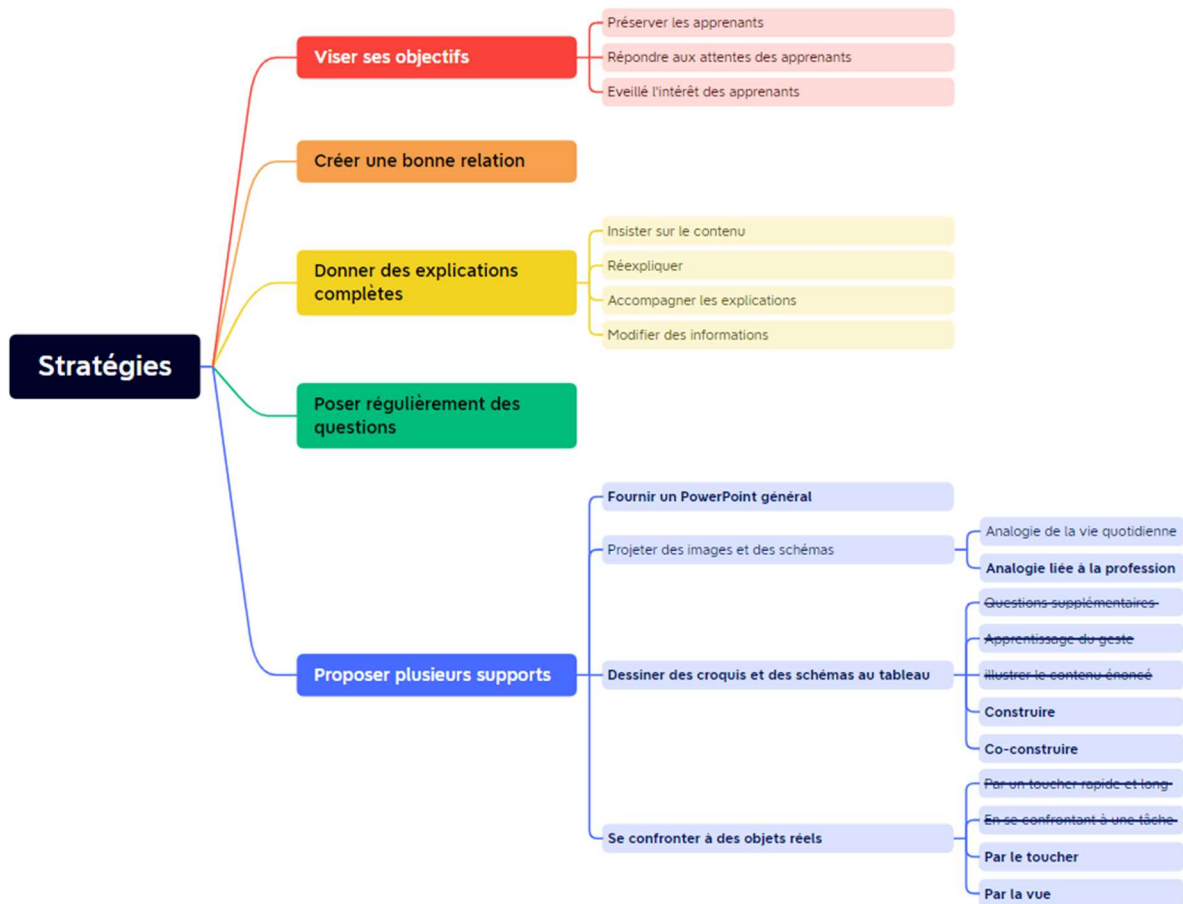 Stratégies
Viser ses objectifs
Préserver les apprenants
Répondre aux attentes des apprenants
Eveillé l'intérêt des apprenants
Créer une bonne relation
Donner des explications
complètes
Insister sur le contenu
Réexpliquer
Accompagner les explications
Modifier des informations
Poser régulièrement des
questions
Proposer plusieurs supports
Fournir un PowerPoint général
Projeter des images et des schémas
Analogie de la vie quotidienne
Analogie liée à la profession
Dessiner des croquis et des schémas au tableau
Questions supplémentaires
Apprentissage du geste
illustrer le contenu énoncé
Construire
Co-construire
Se confronter à des objets réels
Par un toucher rapide et long
En se confrontant à une tâche
Par le toucher
Par la vue